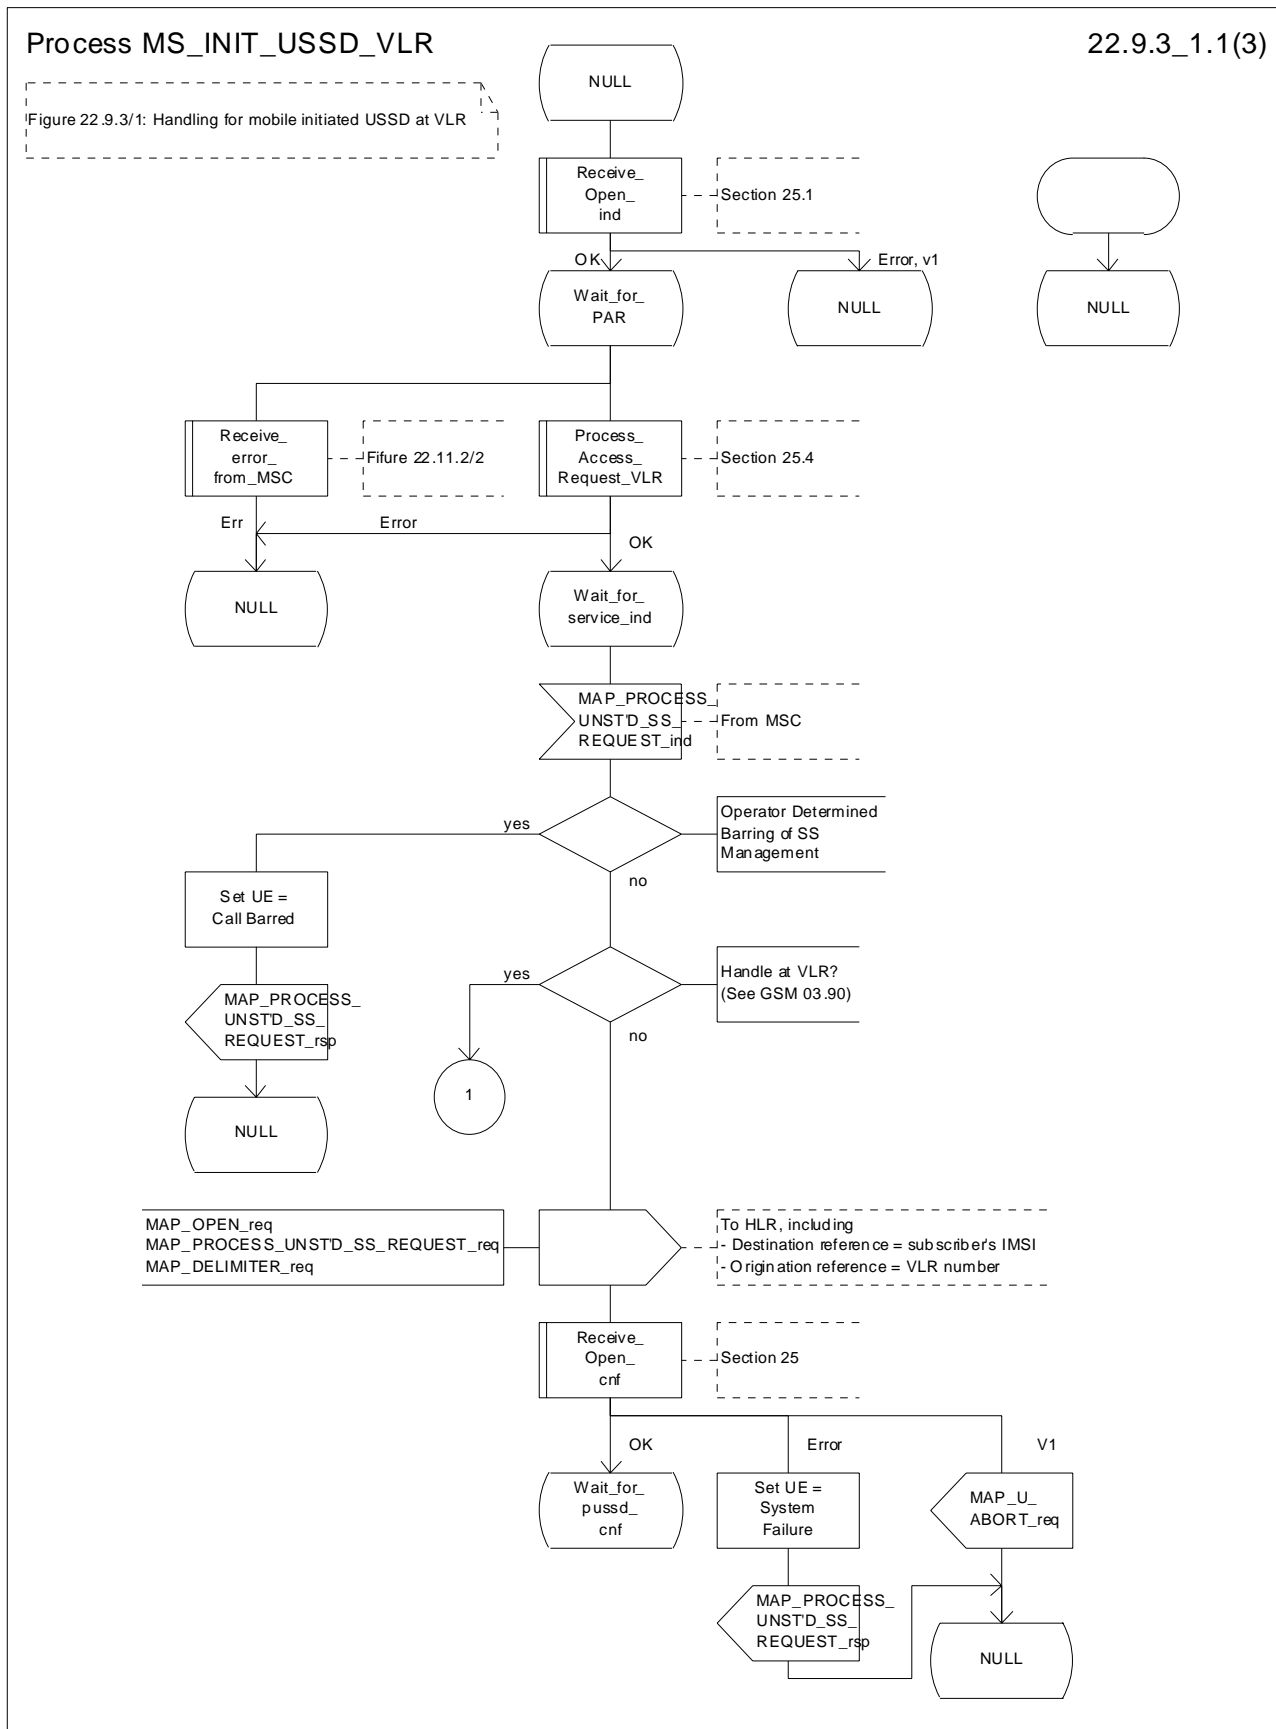 Process MS_INIT_USSD_VLR
22.9.3_1.1(3)
Figure 22.9.3/1: Handling for mobile initiated USSD at VLR
NULL
Receive_
Open_
ind
Section 25.1
OK
Error, v1
Wait_for_
PAR
NULL
NULL
Receive_
error_
from_MSC
Fifure 22.11.2/2
Process_
Access_
Request_VLR
Section 25.4
Err
Error
OK
NULL
Wait_for_
service_ind
MAP_PROCESS_
UNST'D_SS_
REQUEST_ind
From MSC
yes
Operator Determined
Barring of SS
Management
no
Set UE =
Call Barred
yes
Handle at VLR?
(See GSM 03.90)
no
MAP_PROCESS_
UNST'D_SS_
REQUEST_rsp
1
NULL
MAP_OPEN_req
MAP_PROCESS_UNST'D_SS_REQUEST_req
MAP_DELIMITER_req
To HLR, including
- Destination reference = subscriber's IMSI
- Origination reference = VLR number
Receive_
Open_
cnf
Section 25
OK
Error
V1
Wait_for_
pussd_
cnf
Set UE =
System
Failure
MAP_U_
ABORT_req
MAP_PROCESS_
UNST'D_SS_
REQUEST_rsp
NULL